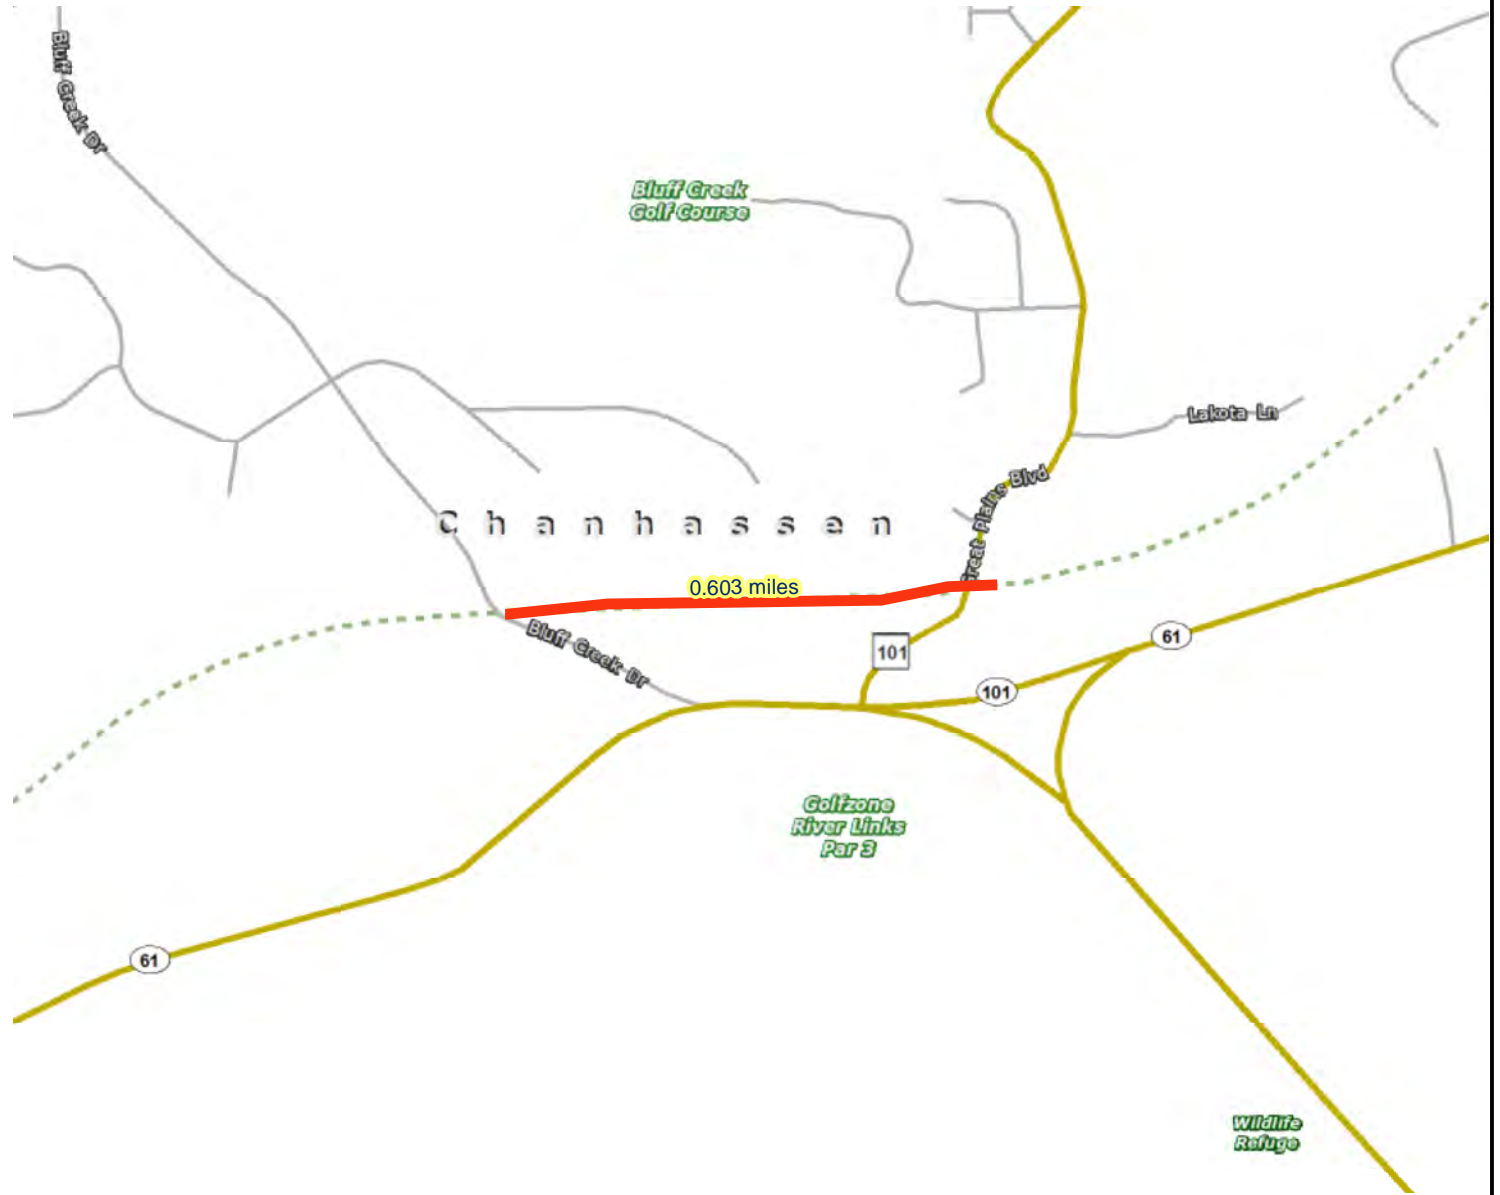 Bluff Creek Dr
Bluff Creek
Golf Course
Lakota Ln
Great Plains Blvd
Chanhassen
0.603 miles
Bluff Creek Dr
101
61
101
Golfzone
River Links
Par 3
61
Wildlife
Refuge